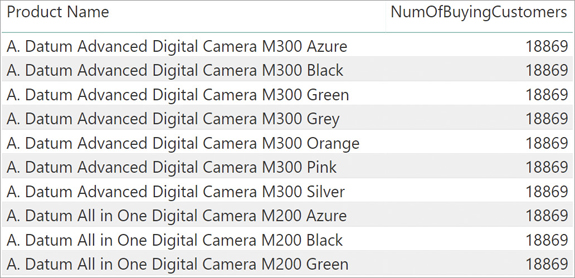 Product Name NumOfBuyingCustomers
A. Datum Advanced Digital Camera M300 Azure 18869
A. Datum Advanced Digital Camera M300 Black 18869
A. Datum Advanced Digital Camera M300 Green 18869
A. Datum Advanced Digital Camera M300 Grey 18869
A. Datum Advanced Digital Camera M300 Orange 18869
A. Datum Advanced Digital Camera M300 Pink 18869
A. Datum Advanced Digital Camera M300 Silver 18869
A. Datum All in One Digital Camera M200 Azure 18869
A. Datum All in One Digital Camera M200 Black 18869
A. Datum All in One Digital Camera M200 Green 18869